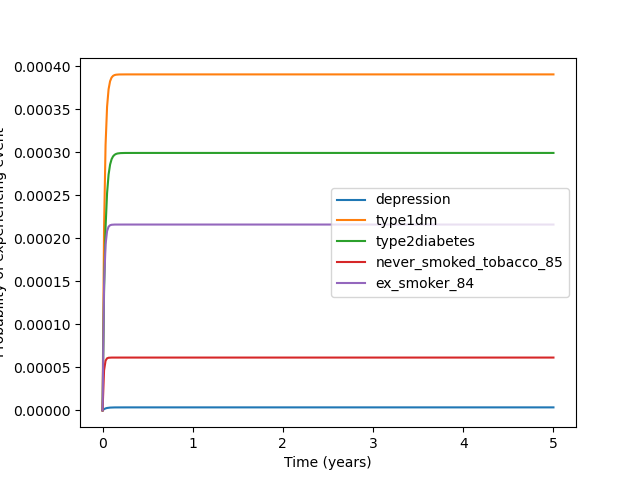 0.00040
0.00035
0.00030
0.00025
0.00020
0.00015
0.00010
0.00005
0.00000
Probability of experiencing event
0 1 2 3 4 5
Time (years)
depression
type1dm
type2diabetes
never_smoked_tobacco_85
ex_smoker_84